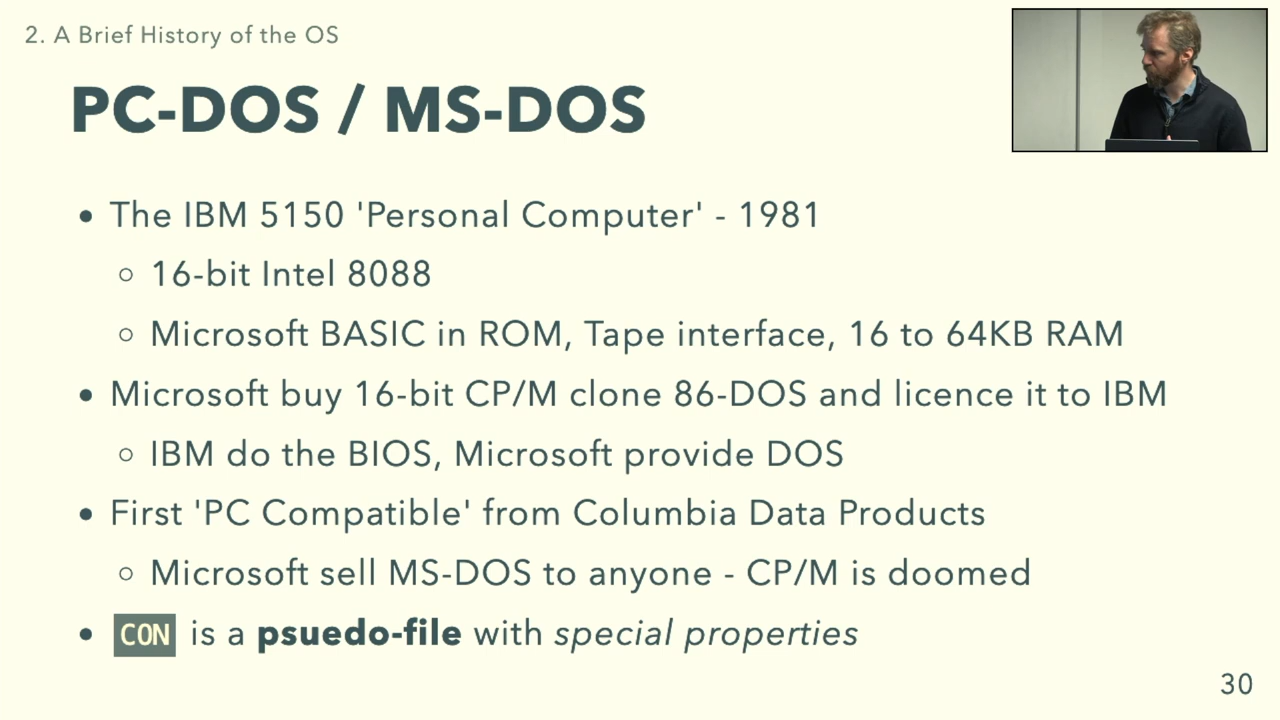 2. A Brief History of the OS
PC-DOS / MS-DOS
• The IBM 5150 'Personal Computer' - 1981
○ 16-bit Intel 8088
○ Microsoft BASIC in ROM, Tape interface, 16 to 64KB RAM
• Microsoft buy 16-bit CP/M clone 86-DOS and licence it to IBM
○ IBM do the BIOS, Microsoft provide DOS
• First 'PC Compatible' from Columbia Data Products
○ Microsoft sell MS-DOS to anyone - CP/M is doomed
• CON is a psuedo-file with special properties
30